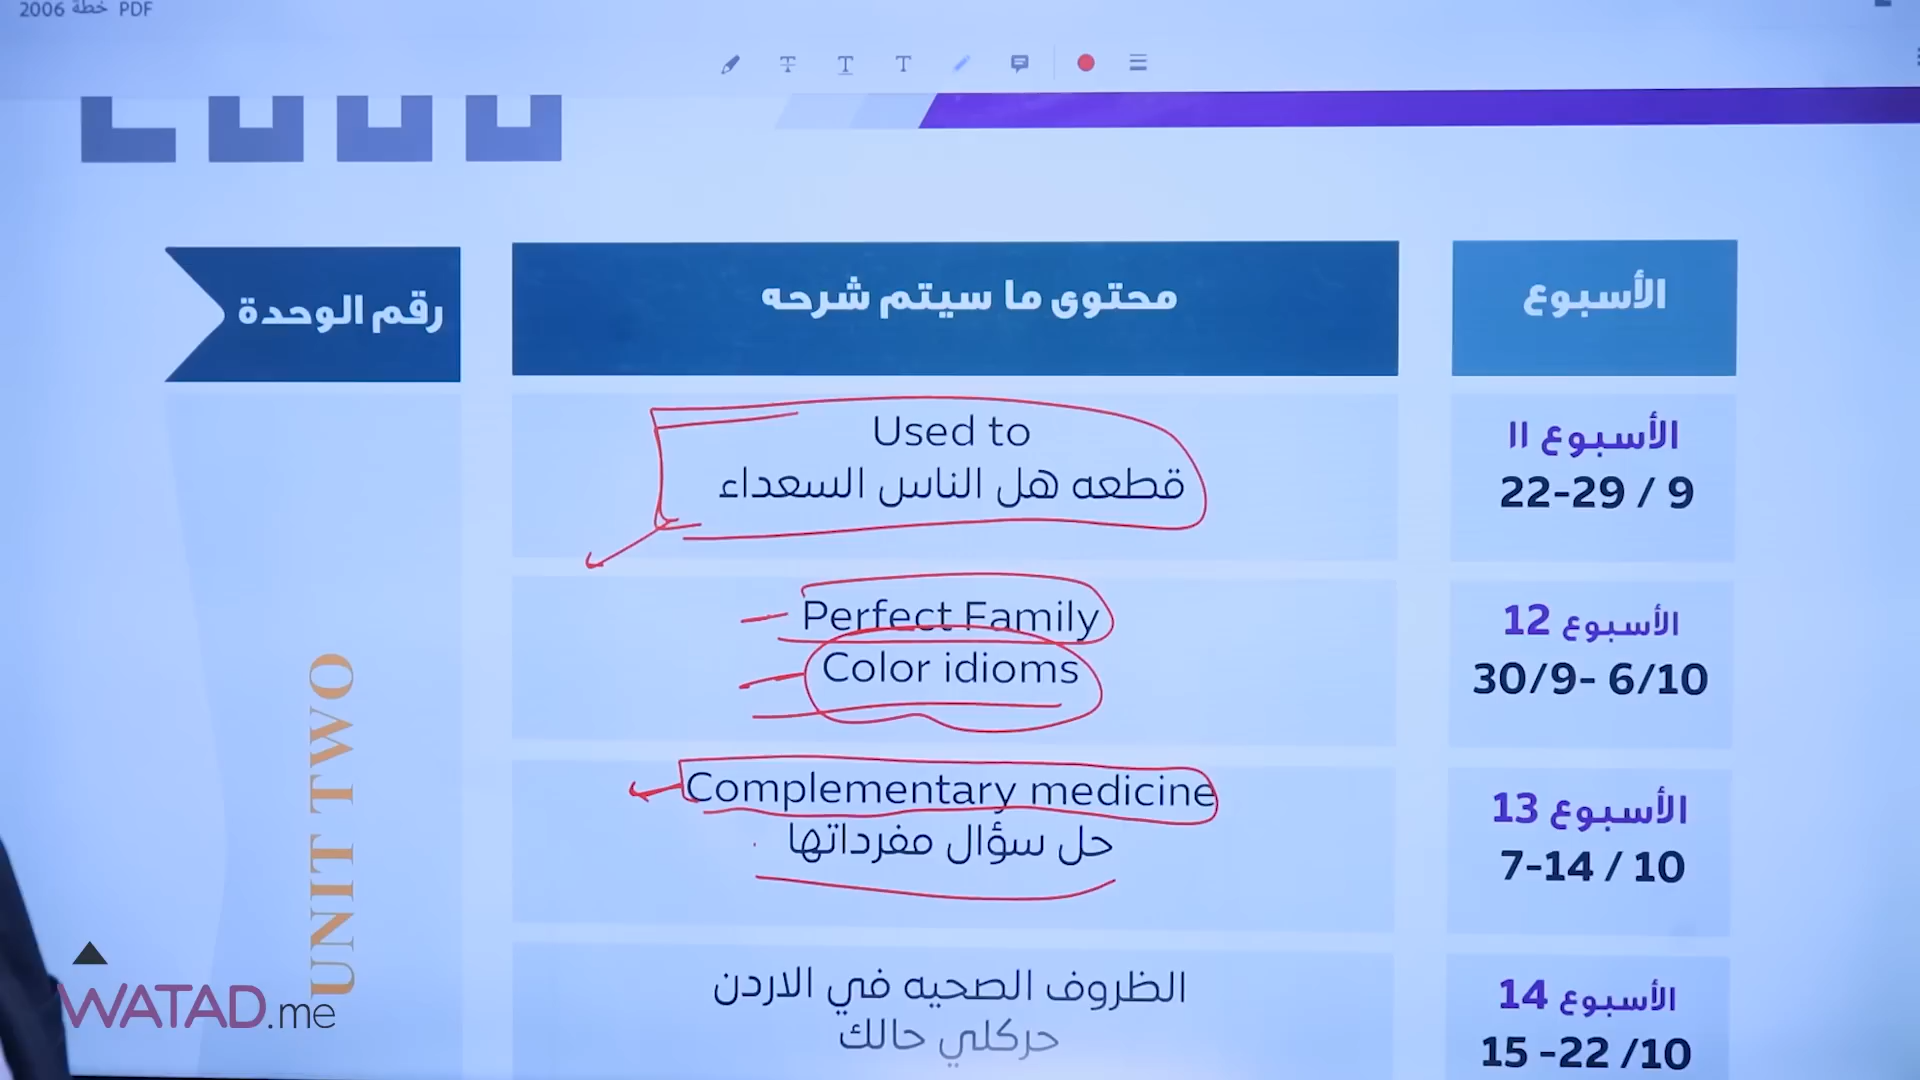 خطة 2006 PDF
الأسبوع
محتوى ما سيتم شرحه
رقم الوحدة
الأسبوع 11
22-29 / 9
Used to
قطعه هل الناس السعداء
الأسبوع 12
30/9- 6/10
Perfect Family
Color idioms
الأسبوع 13
7-14 / 10
Complementary medicine
حل سؤال مفرداتها
الأسبوع 14
15 -22 /10
الظروف الصحيه في الاردن
حركلي حالك
UNIT TWO
WATAD.me